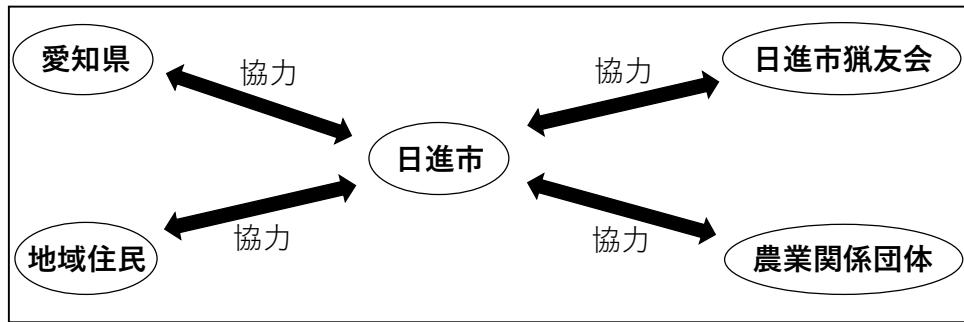 愛知県
協力
協力
日進市猟友会
日進市
地域住民
協力
協力
農業関係団体